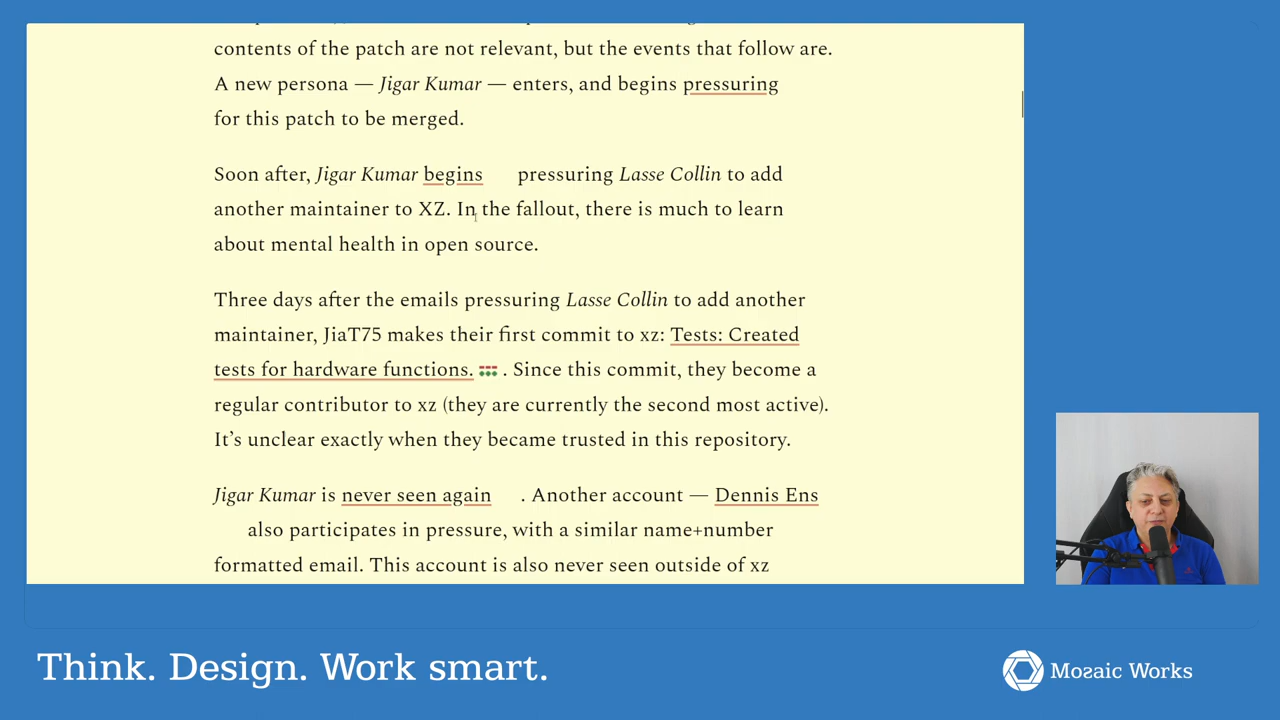 contents of the patch are not relevant, but the events that follow are.
A new persona — Jigar Kumar — enters, and begins pressuring
for this patch to be merged.
Soon after, Jigar Kumar begins pressuring Lasse Collin to add
another maintainer to XZ. In the fallout, there is much to learn
about mental health in open source.
Three days after the emails pressuring Lasse Collin to add another
maintainer, JiaT75 makes their first commit to xz: Tests: Created
tests for hardware functions. . Since this commit, they become a
regular contributor to xz (they are currently the second most active).
It’s unclear exactly when they became trusted in this repository.
Jigar Kumar is never seen again . Another account — Dennis Ens
also participates in pressure, with a similar name+number
formatted email. This account is also never seen outside of xz
Think. Design. Work smart.
Mozaic Works